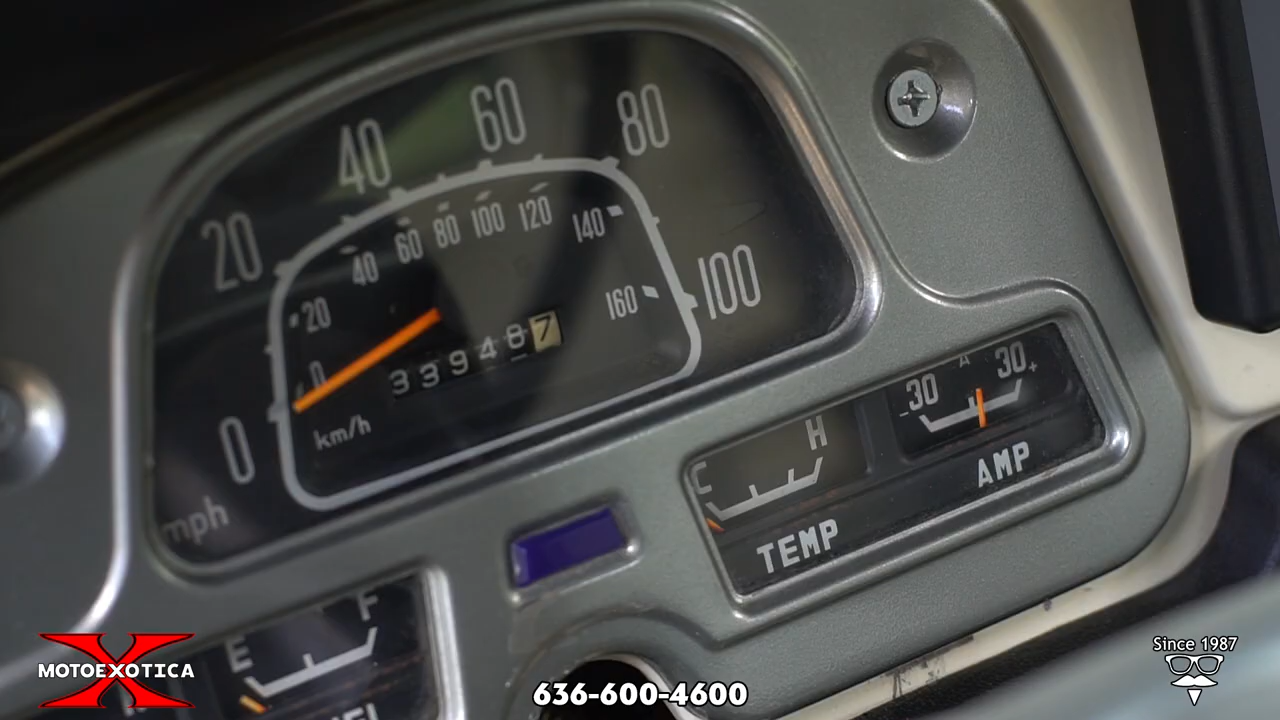 20 40 60 80 100
0 20 40 60 80 100 120 140 160
339487
km/h
0
mph
C H
TEMP
-30 A 30+
AMP
E F
MOTOEXOTICA
636-600-4600
Since 1987